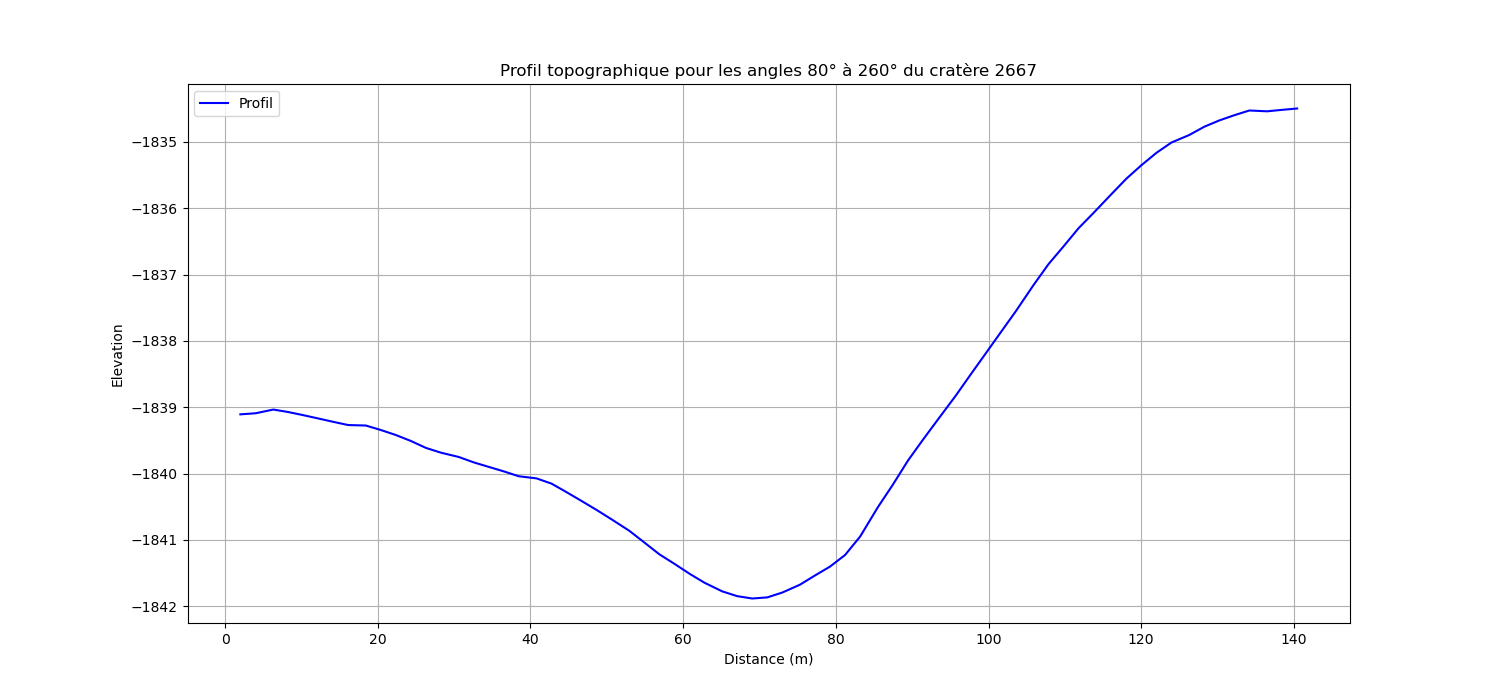 Profil topographique pour les angles 80° à 260° du cratère 2667
Profil
−1835
−1836
−1837
−1838
−1839
−1840
−1841
−1842
Elevation
0 20 40 60 80 100 120 140
Distance (m)